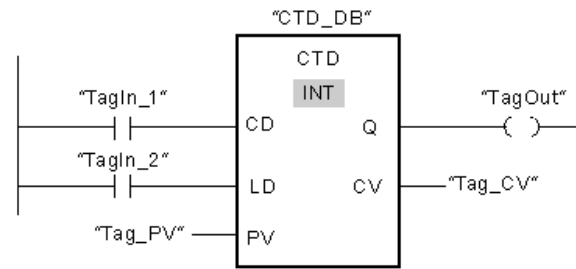 "CTD_DB"
CTD
INT
"TagIn_1"
"TagOut"
CD
Q
"TagIn_2"
LD
CV
"Tag_CV"
"Tag_PV"
PV